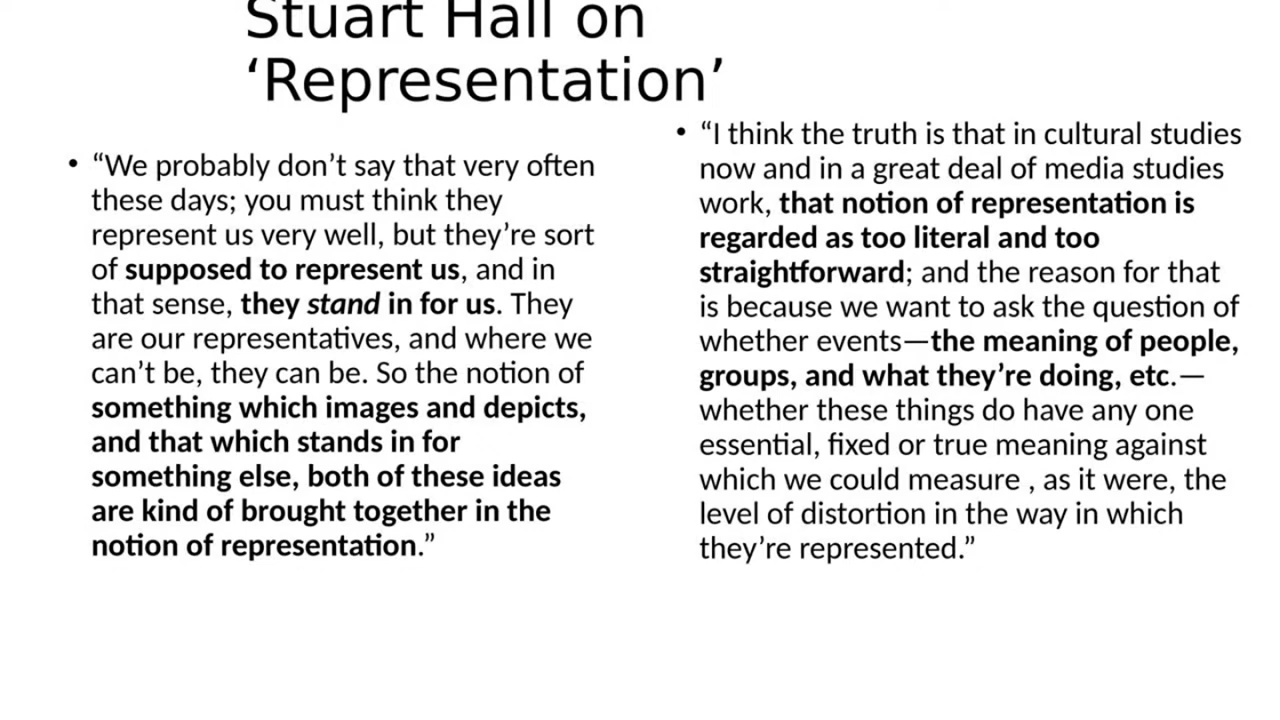 Stuart Hall on
‘Representation’
• “We probably don’t say that very often
these days; you must think they
represent us very well, but they’re sort
of supposed to represent us, and in
that sense, they stand in for us. They
are our representatives, and where we
can’t be, they can be. So the notion of
something which images and depicts,
and that which stands in for
something else, both of these ideas
are kind of brought together in the
notion of representation.”
• “I think the truth is that in cultural studies
now and in a great deal of media studies
work, that notion of representation is
regarded as too literal and too
straightforward; and the reason for that
is because we want to ask the question of
whether events—the meaning of people,
groups, and what they’re doing, etc.—
whether these things do have any one
essential, fixed or true meaning against
which we could measure , as it were, the
level of distortion in the way in which
they’re represented.”